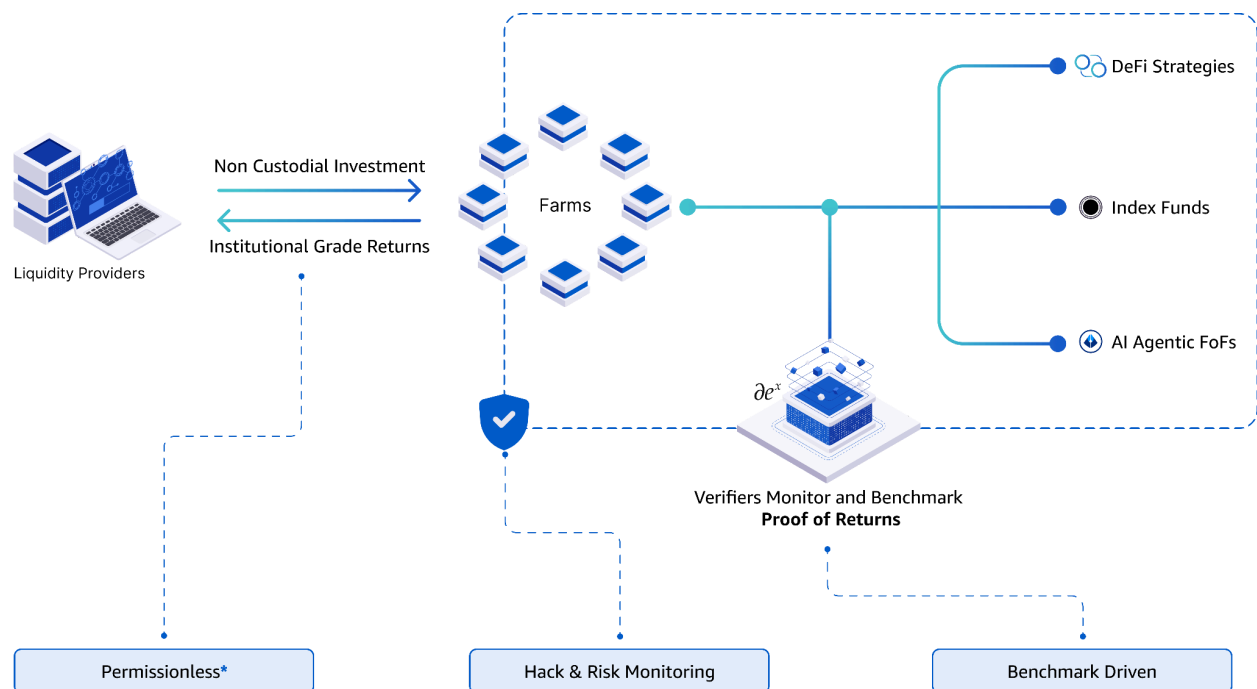 DeFi Strategies
Non Custodial Investment
Farms
Index Funds
Institutional Grade Returns
Liquidity Providers
AI Agentic FoFs
∂eˣ
Verifiers Monitor and Benchmark
Proof of Returns
Permissionless*
Hack & Risk Monitoring
Benchmark Driven